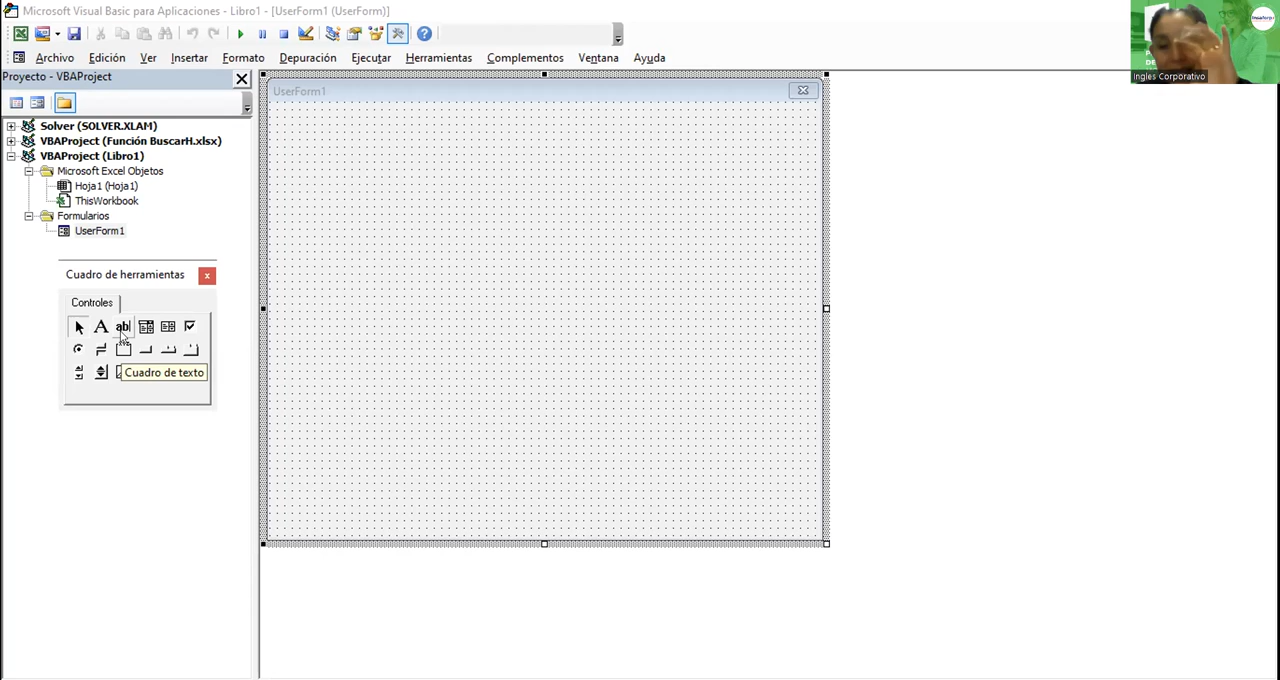 Microsoft Visual Basic para Aplicaciones - Libro1 - [UserForm1 (UserForm)]
Archivo Edición Ver Insertar Formato Depuración Ejecutar Herramientas Complementos Ventana Ayuda
Ingles Corporativo
Proyecto - VBAProject
UserForm1
Solver (SOLVER.XLAM)
VBAProject (Función BuscarH.xlsx)
VBAProject (Libro1)
Microsoft Excel Objetos
Hoja1 (Hoja1)
ThisWorkbook
Formularios
UserForm1
Cuadro de herramientas
Controles
A ab
Cuadro de texto